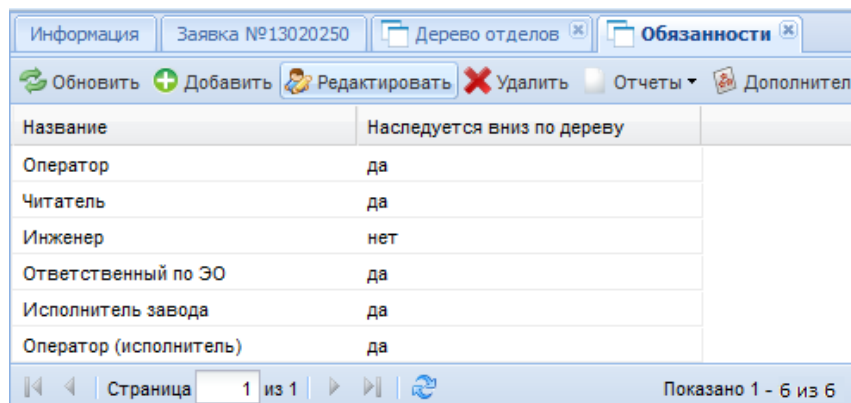 Информация Заявка №13020250 Дерево отделов Обязанности
Обновить Добавить Редактировать Удалить Отчеты Дополнител
Название Наследуется вниз по дереву
Оператор да
Читатель да
Инженер нет
Ответственный по ЭО да
Исполнитель завода да
Оператор (исполнитель) да
Страница 1 из 1 Показано 1 - 6 из 6